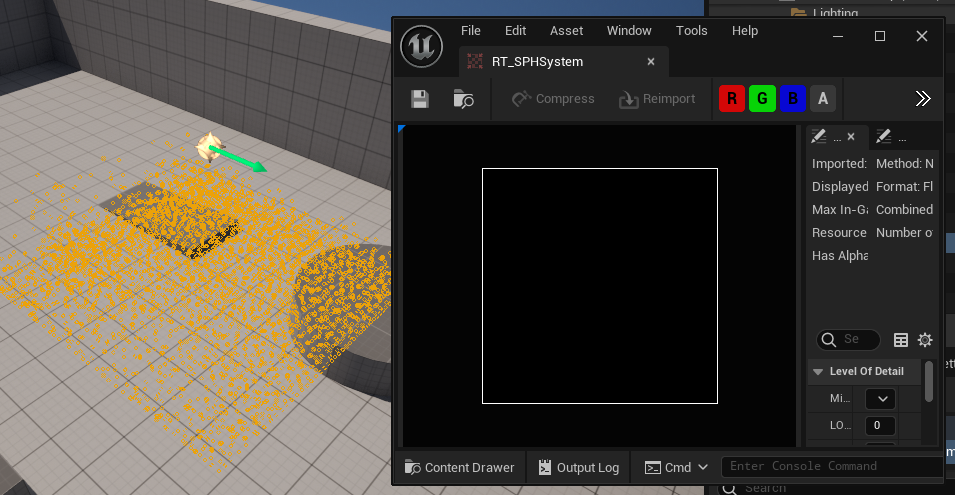 Lighting
File Edit Asset Window Tools Help
RT_SPHSystem
Compress Reimport R G B A
... ...
Imported: Method: N
Displayed Format: Fl
Max In-Ga Combined
Resource Number o
Has Alpha
Se
Level Of Detail
Mi...
LO... 0
Content Drawer Output Log Cmd Enter Console Command
Search